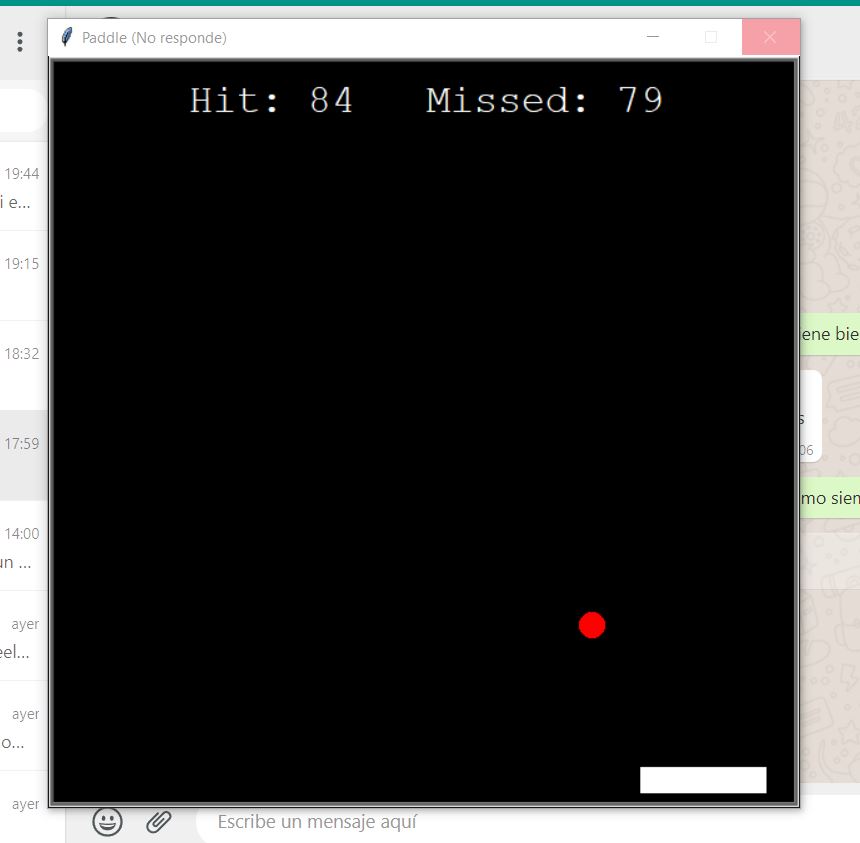 Paddle (No responde)
Hit: 84 Missed: 79
19:44
i e...
19:15
18:32
17:59
14:00
un ...
ayer
eel...
ayer
o...
ayer
iene bie
s
06
mo sien
Escribe un mensaje aquí